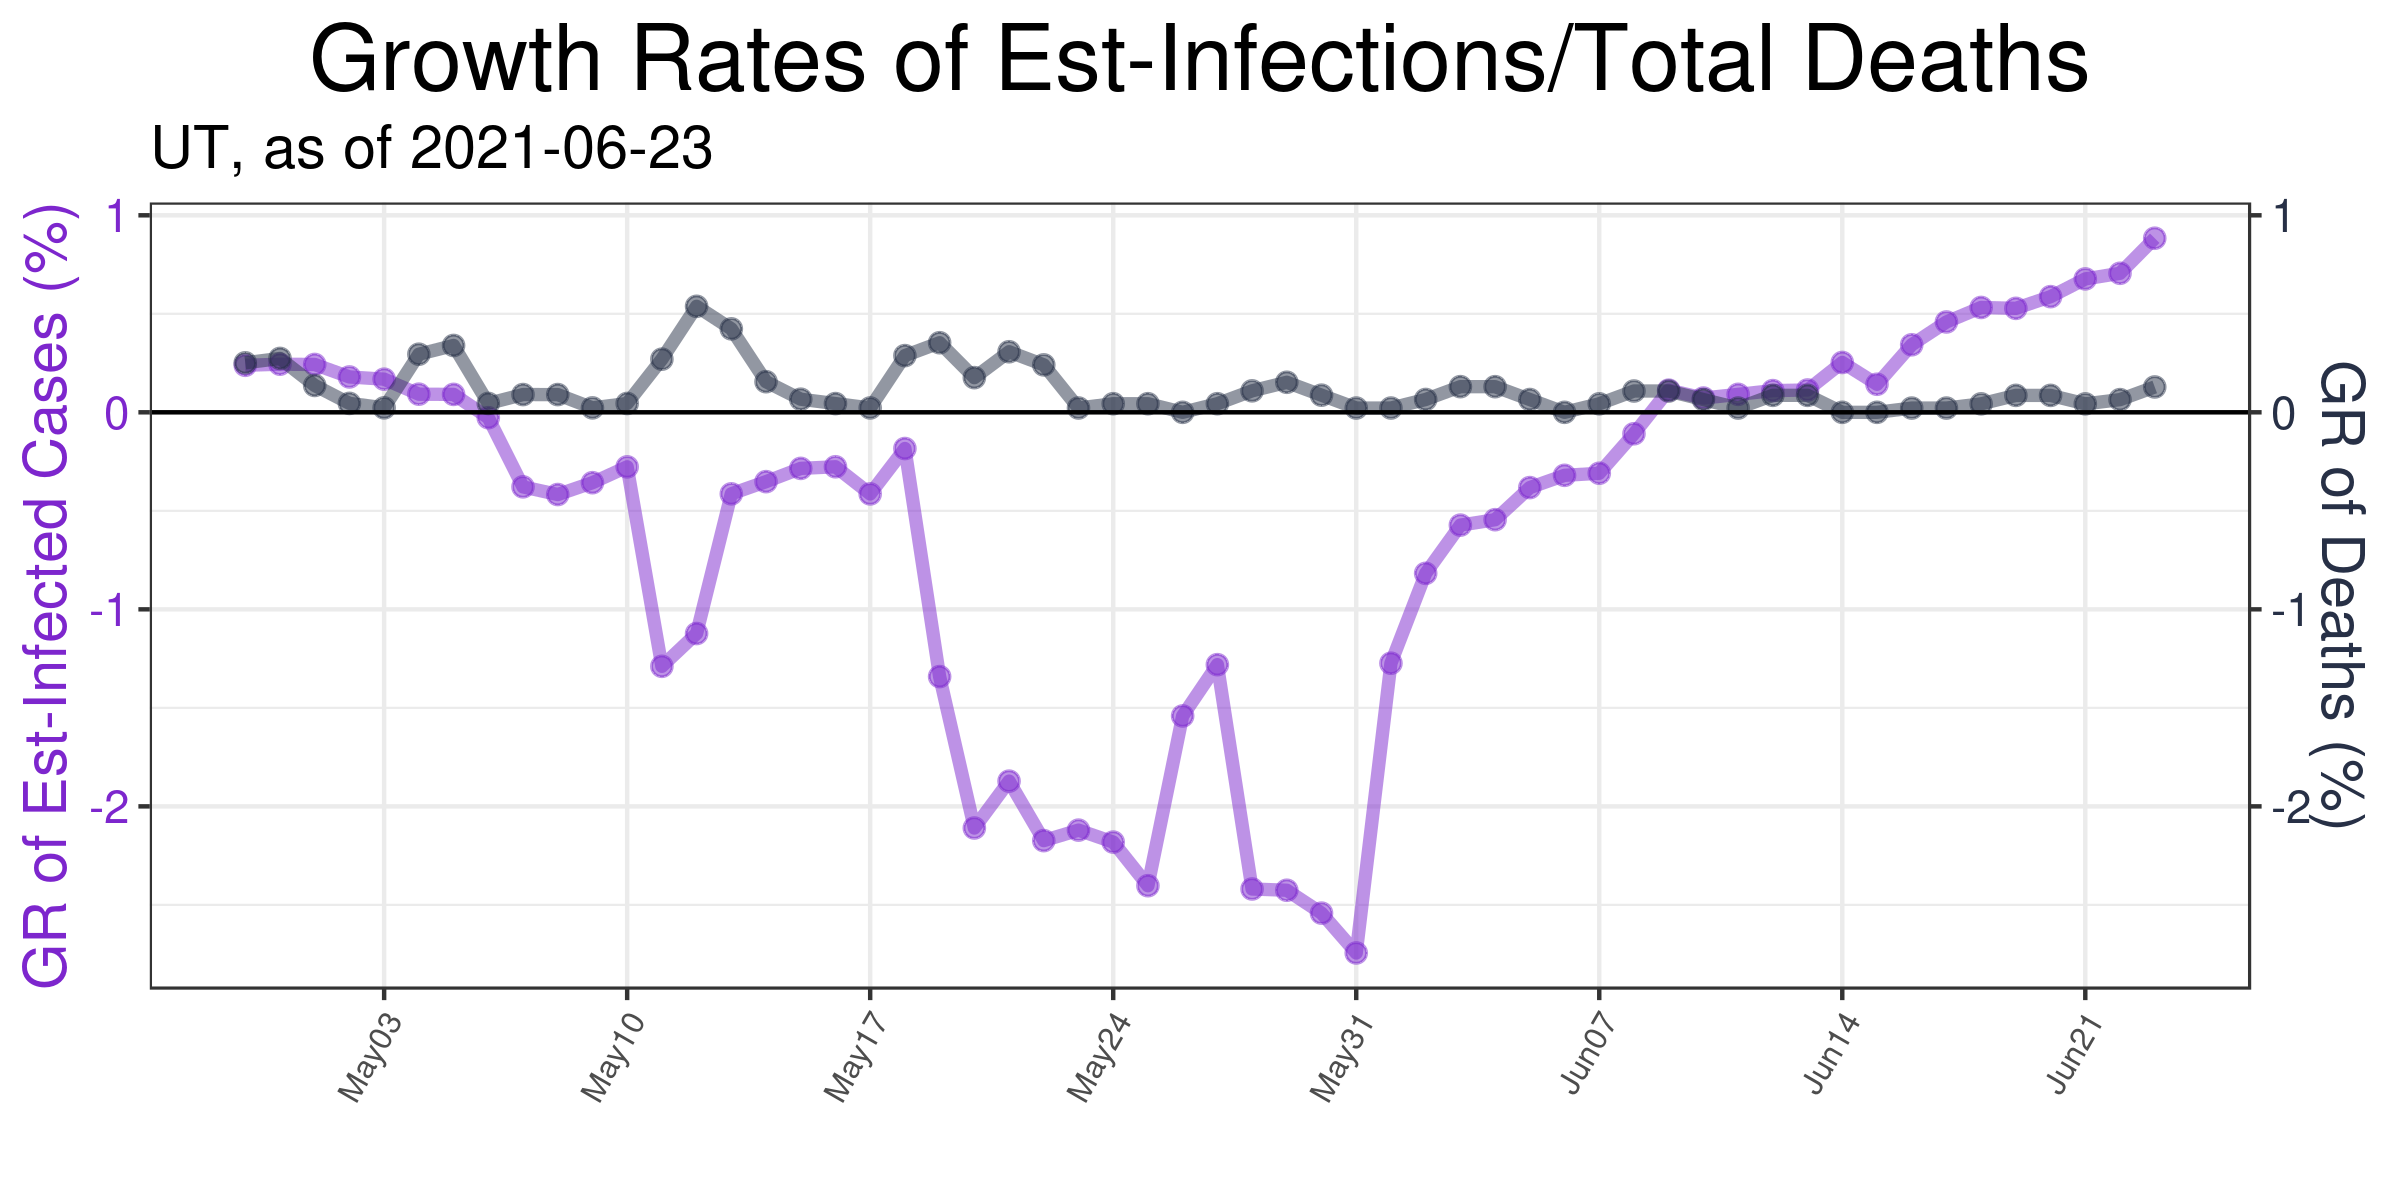 Growth Rates of Est-Infections/Total Deaths
UT, as of 2021-06-23
GR of Est-Infected Cases (%)
1
0
-1
-2
1
0
-1
-2
GR of Deaths (%)
May03
May10
May17
May24
May31
Jun07
Jun14
Jun21